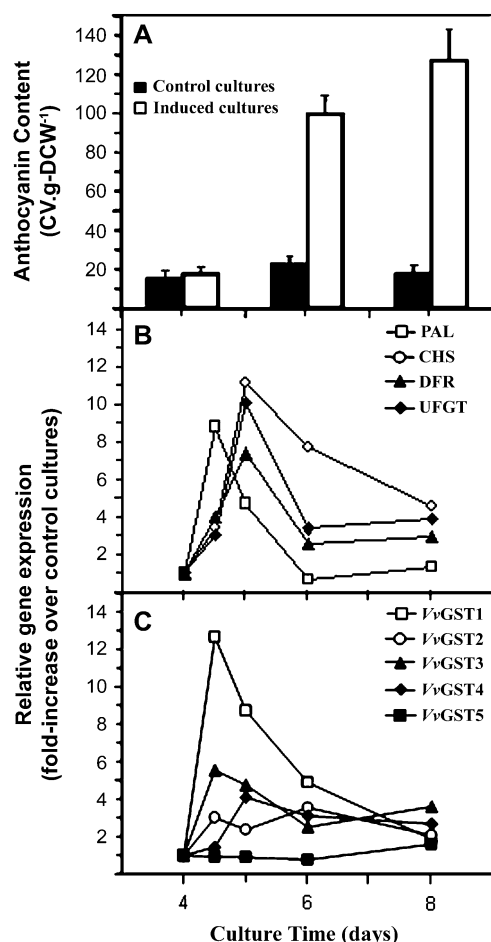 A
140
120
100
80
60
40
20
Control cultures
Induced cultures
Anthocyanin Content
(CV.g-DCW⁻¹)
B
14
12
10
8
6
4
2
PAL
CHS
DFR
UFGT
Relative gene expression
(fold-increase over control cultures)
C
14
12
10
8
6
4
2
VvGST1
VvGST2
VvGST3
VvGST4
VvGST5
4
6
8
Culture Time (days)